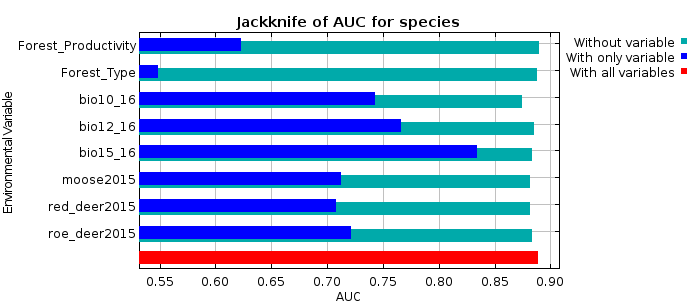 Jackknife of AUC for species
Environmental Variable
Forest_Productivity
Forest_Type
bio10_16
bio12_16
bio15_16
moose2015
red_deer2015
roe_deer2015
Without variable
With only variable
With all variables
0.55 0.60 0.65 0.70 0.75 0.80 0.85 0.90
AUC